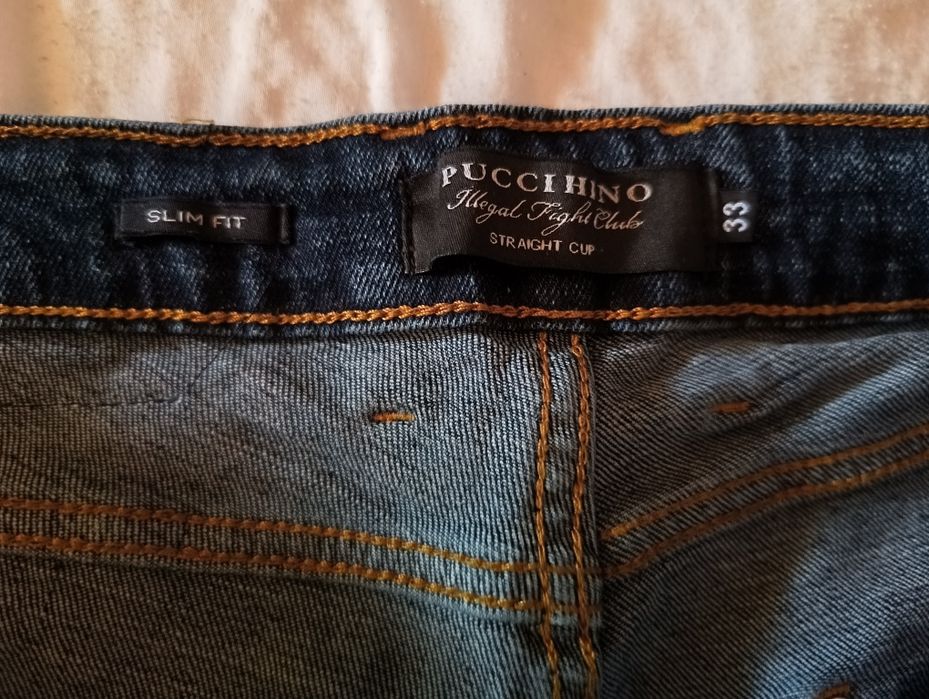 SLIM FIT
PUCCIHINO
Illegal Fight Club
STRAIGHT CUP
33